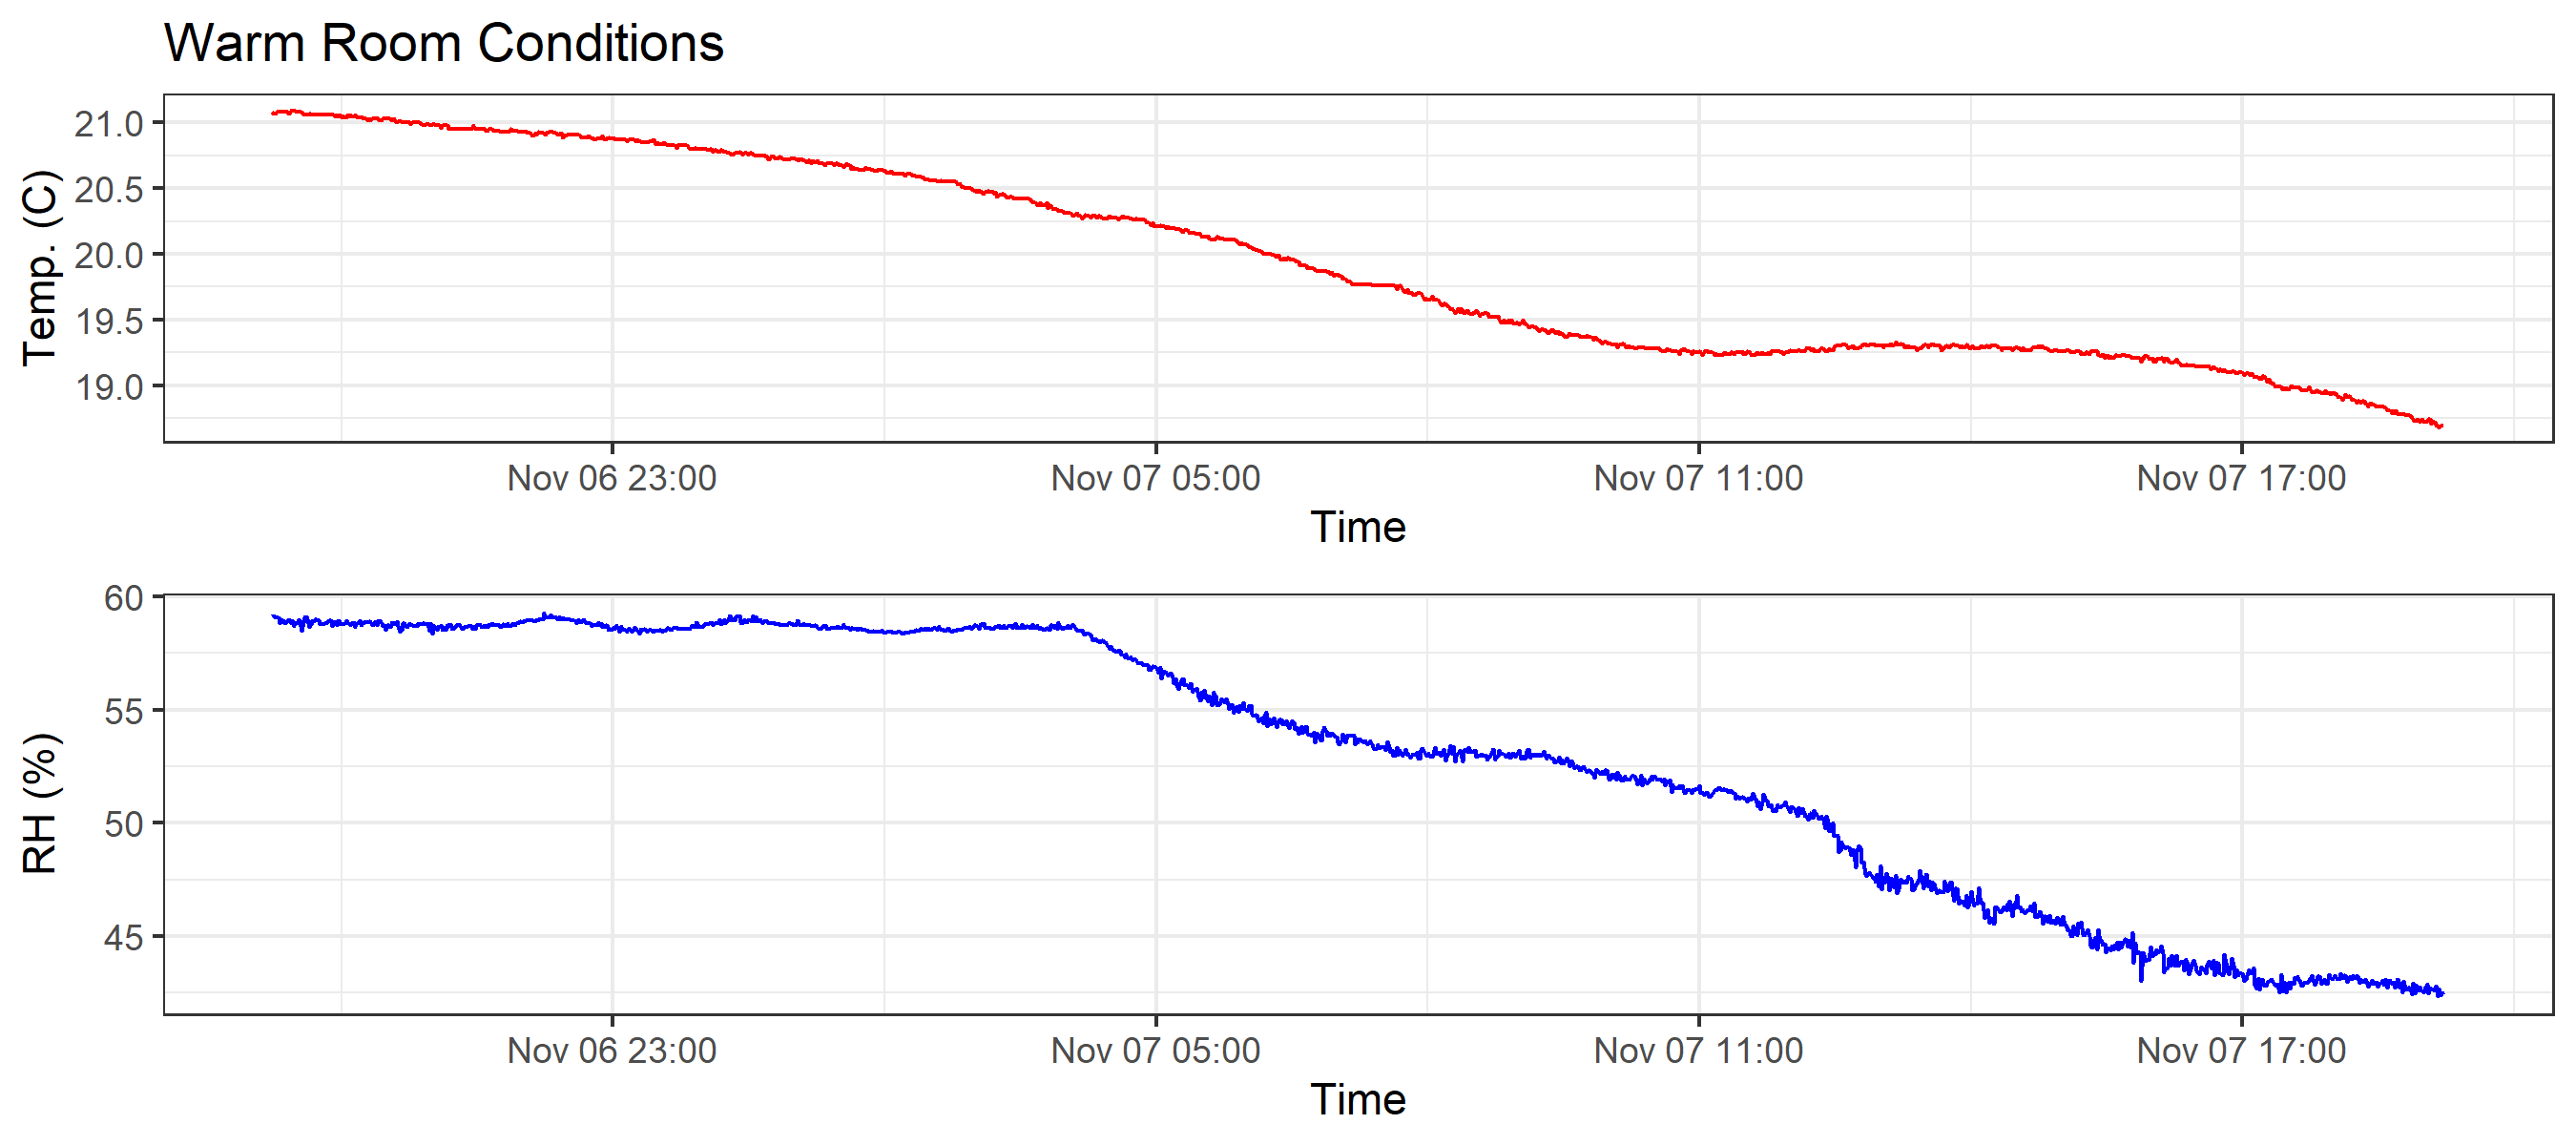 Warm Room Conditions
Temp. (C)
21.0
20.5
20.0
19.5
19.0
Nov 06 23:00 Nov 07 05:00 Nov 07 11:00 Nov 07 17:00
Time
RH (%)
60
55
50
45
Nov 06 23:00 Nov 07 05:00 Nov 07 11:00 Nov 07 17:00
Time